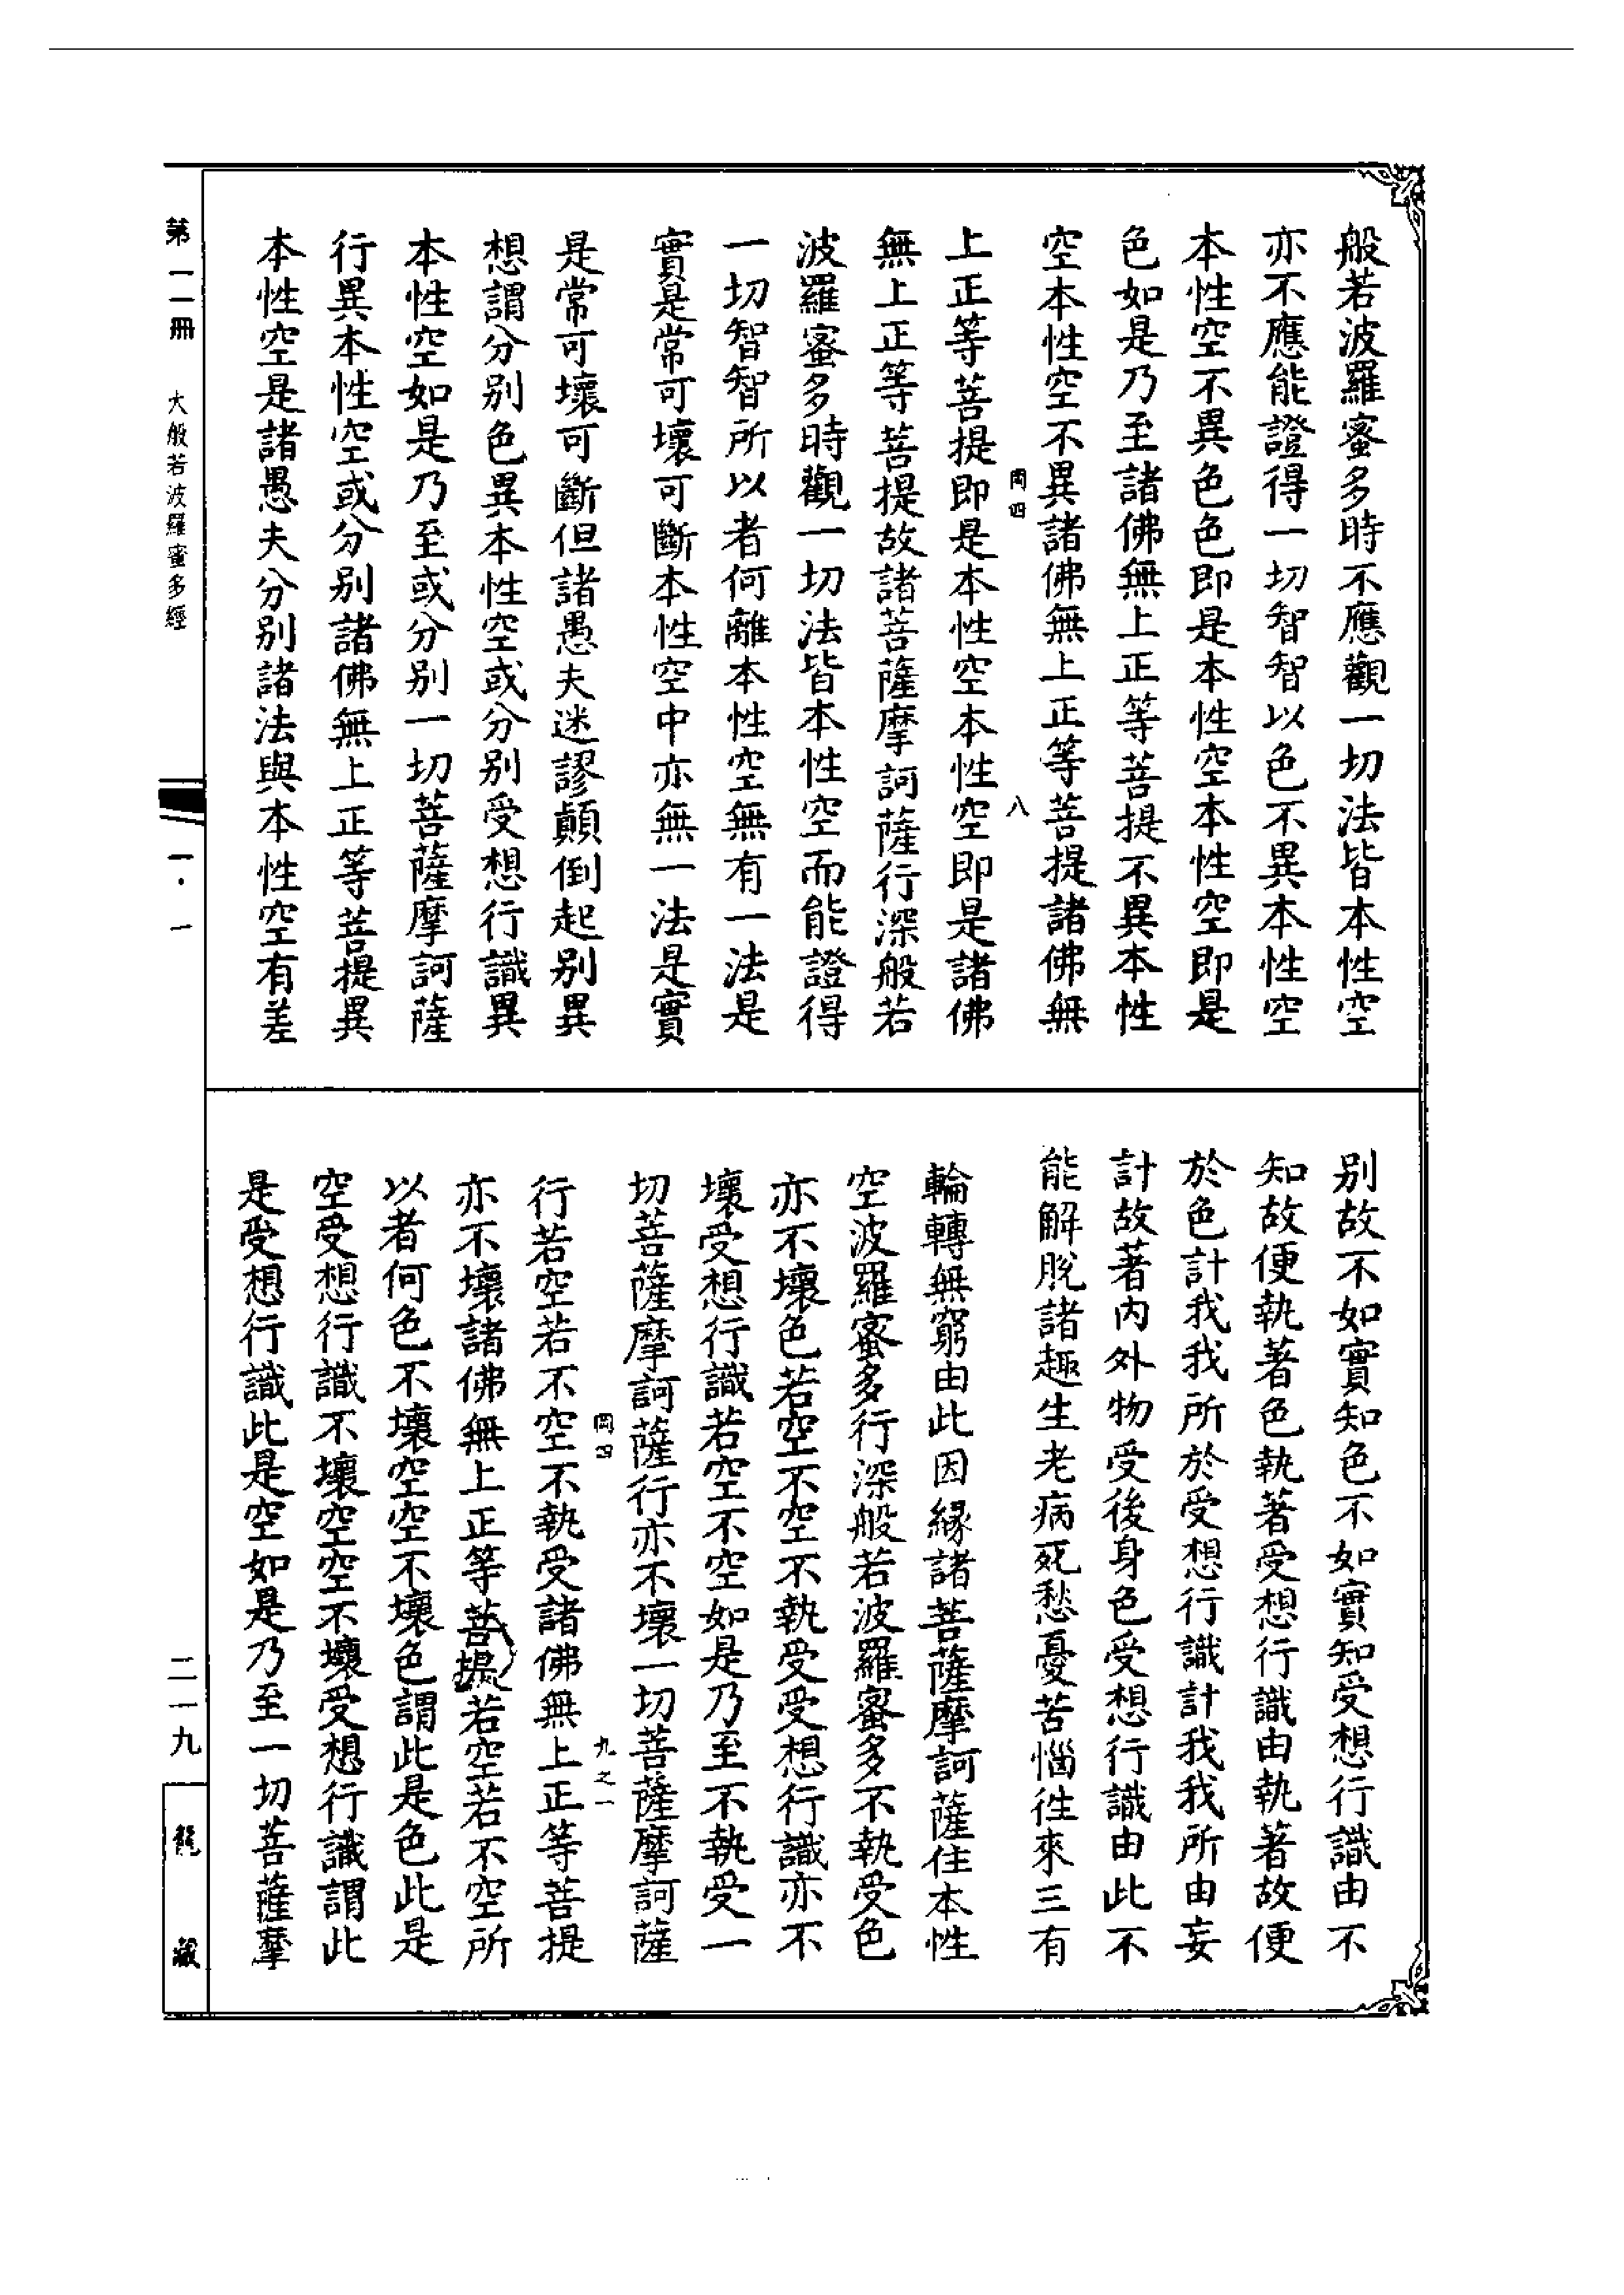 般若波羅蜜多時不應觀一切法皆本性空
亦不應能證得一切智智以色不異本性空
本性空不異色色即是本性空本性空即是
色如是乃至諸佛無上正等菩提不異本性
空本性空不異諸佛無上正等菩提諸佛無
岡四
八
上正等菩提即是本性空本性空即是諸佛
無上正等菩提故諸菩薩摩訶薩行深般若
波羅蜜多時觀一切法皆本性空而能證得
一切智智所以者何離本性空無有一法是
實是常可壞可斷本性空中亦無一法是實
是常可壞可斷但諸愚夫迷謬顛倒起别異
想謂分别色異本性空或分别受想行識異
本性空如是乃至或分别一切菩薩摩訶薩
行異本性空或分别諸佛無上正等菩提異
本性空是諸愚夫分别諸法與本性空有差
别故不如實知色不如實知受想行識由不
知故便執著色執著受想行識由執著故便
於色計我我所於受想行識計我我所由妄
計故著內外物受後身色受想行識由此不
能解脫諸趣生老病死愁憂苦惱徃來三有
輪轉無窮由此因緣諸菩薩摩訶薩住本性
空波羅蜜多行深般若波羅蜜多不執受色
亦不壞色若空不空不執受受想行識亦不
壞受想行識若空不空如是乃至不執受一
切菩薩摩訶薩行亦不壞一切菩薩摩訶薩
岡四
九之一
行若空若不空不執受諸佛無上正等菩提
亦不壞諸佛無上正等菩提若空若不空所
以者何色不壞空空不壞色謂此是色此是
空受想行識不壞空空不壞受想行識謂此
是受想行識此是空如是乃至一切菩薩摩
第一一冊
大般若波羅蜜多經
一·一
二一九
龍藏